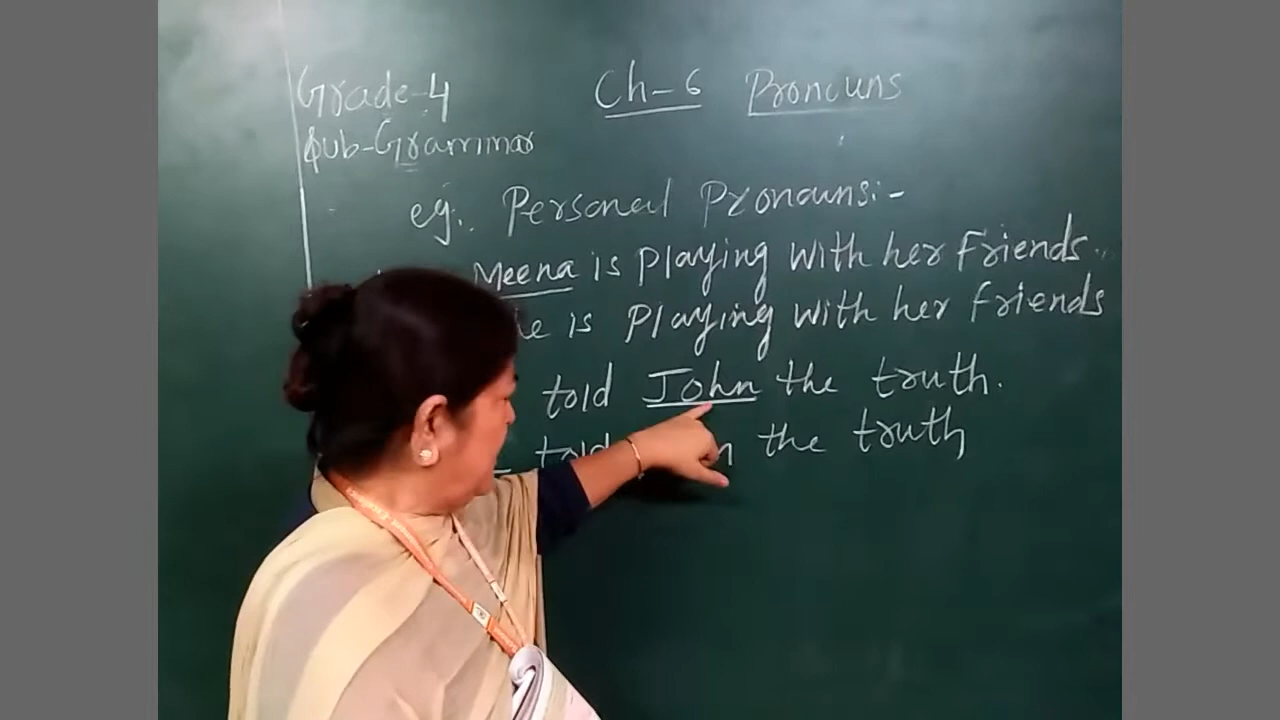 Grade-4
Ch-6 Pronouns
Sub-Grammar
eg:. Personal Pronouns:-
Meena is Playing with her Friends.
is Playing with her Friends
told John the truth.
the truth